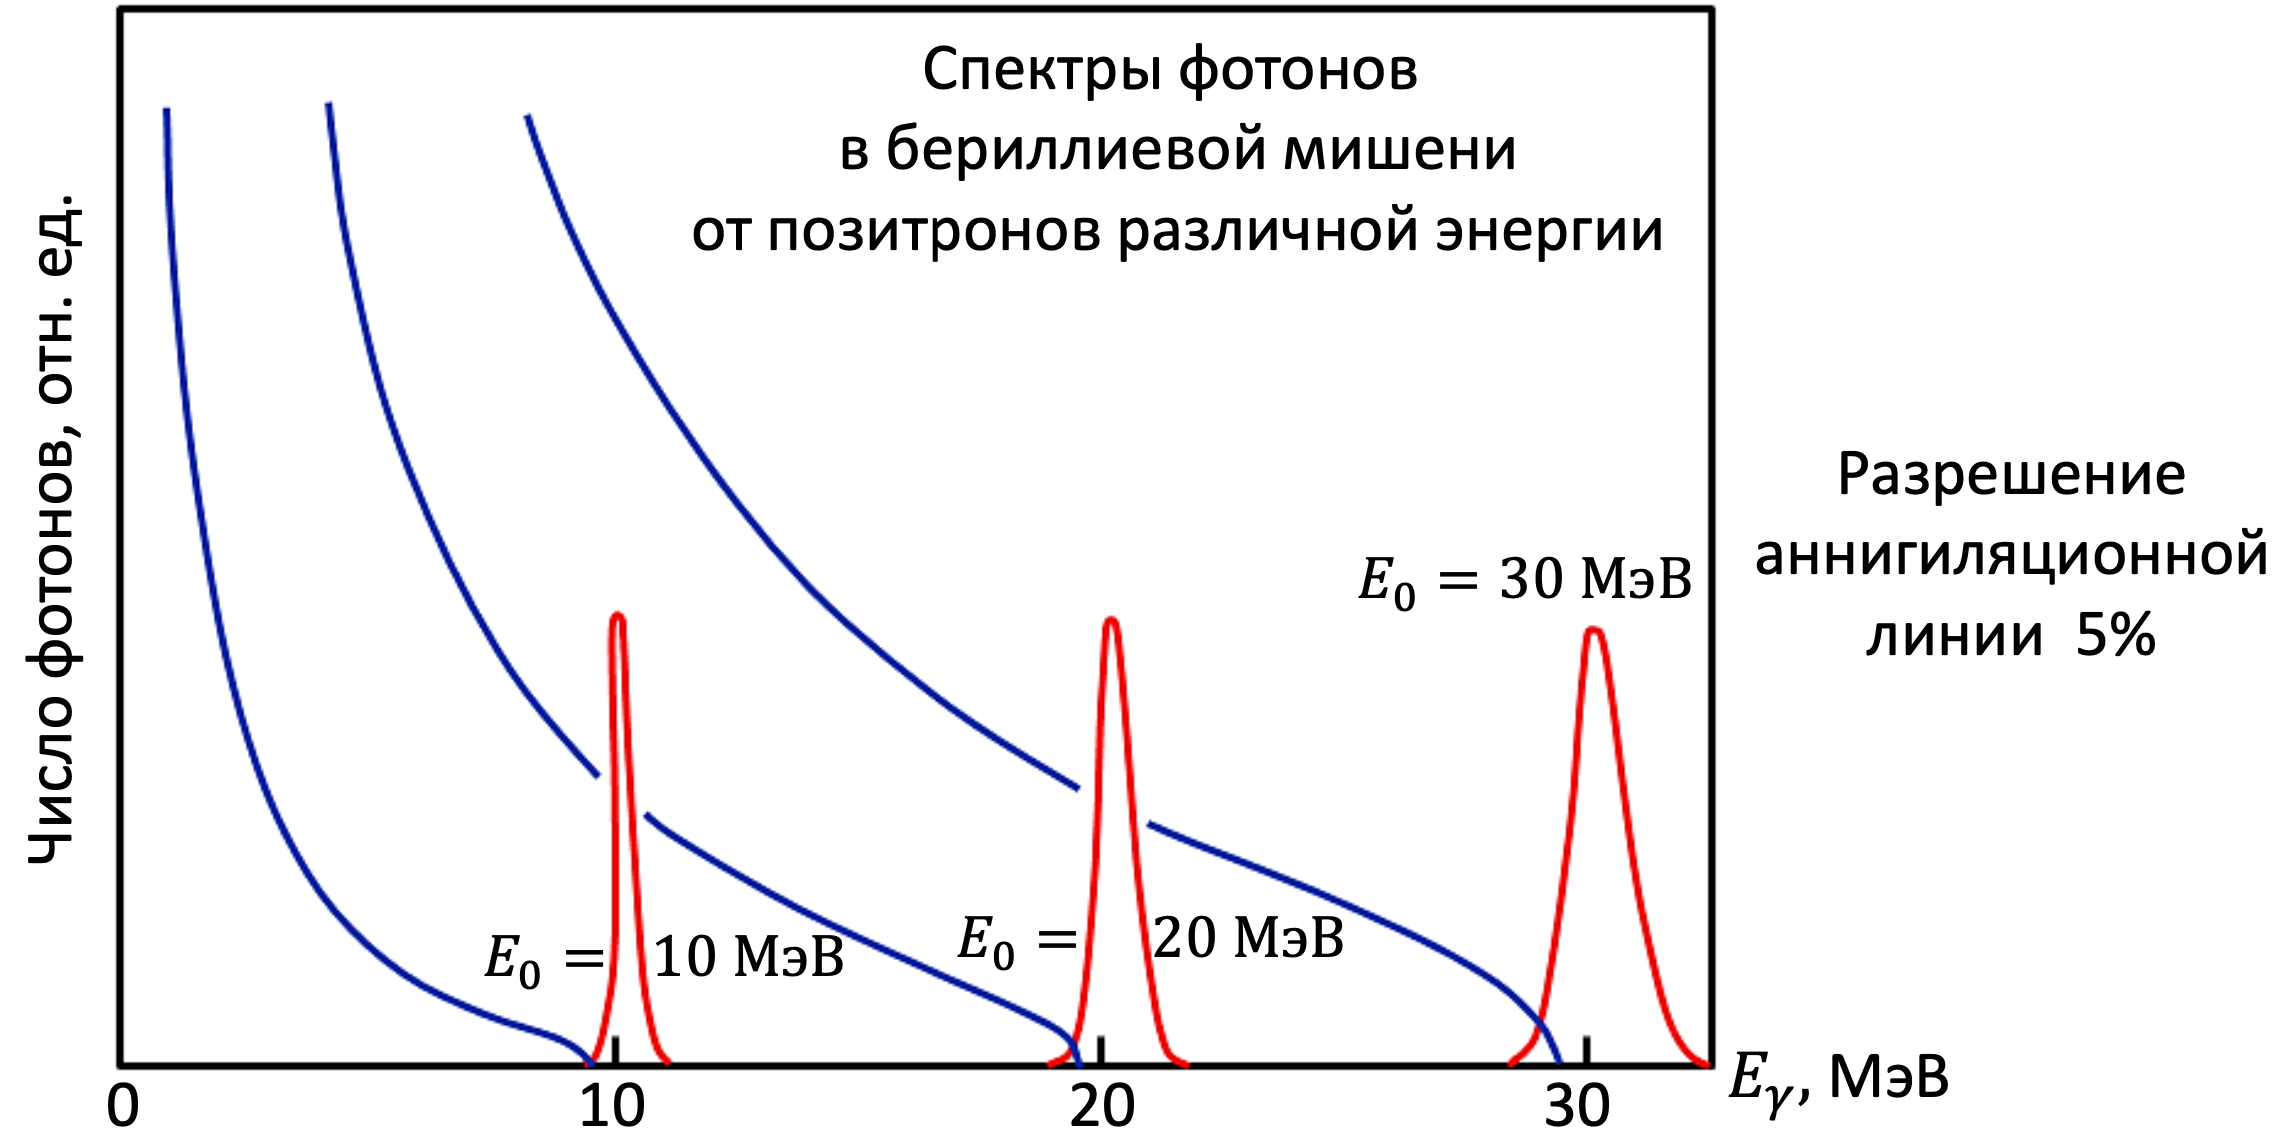 Спектры фотонов
в бериллиевой мишени
от позитронов различной энергии
Число фотонов, отн. ед.
Разрешение
аннигиляционной
линии 5%
E₀ = 30 МэВ
E₀ = 20 МэВ
E₀ = 10 МэВ
0 10 20 30 Eᵧ, МэВ